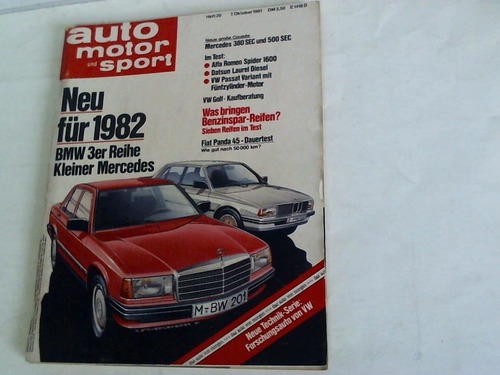 auto
motor
und sport
Heft 20 7. Oktober 1981 DM 3,50 E 1418 D
Neue große Coupés:
Mercedes 380 SEC und 500 SEC
Im Test:
● Alfa Romeo Spider 1600
● Datsun Laurel Diesel
● VW Passat Variant mit
Fünfzylinder-Motor
VW Golf - Kaufberatung
Was bringen
Benzinspar-Reifen?
Sieben Reifen im Test
Fiat Panda 45 - Dauertest
Wie gut nach 50 000 km?
Neu
für 1982
BMW 3er Reihe
Kleiner Mercedes
M-BW 201
Neue Technik-Serie:
Forschungsauto von VW